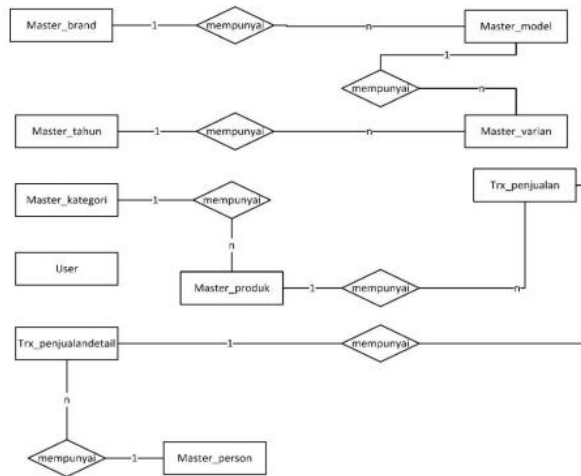 Master_brand 1 mempunyai n Master_model
1
mempunyai n
Master_tahun 1 mempunyai n Master_varian
Trx_penjualan
Master_kategori 1 mempunyai
n
User
Master_produk 1 mempunyai n
Trx_penjualandetail 1 mempunyai
n
mempunyai 1 Master_person